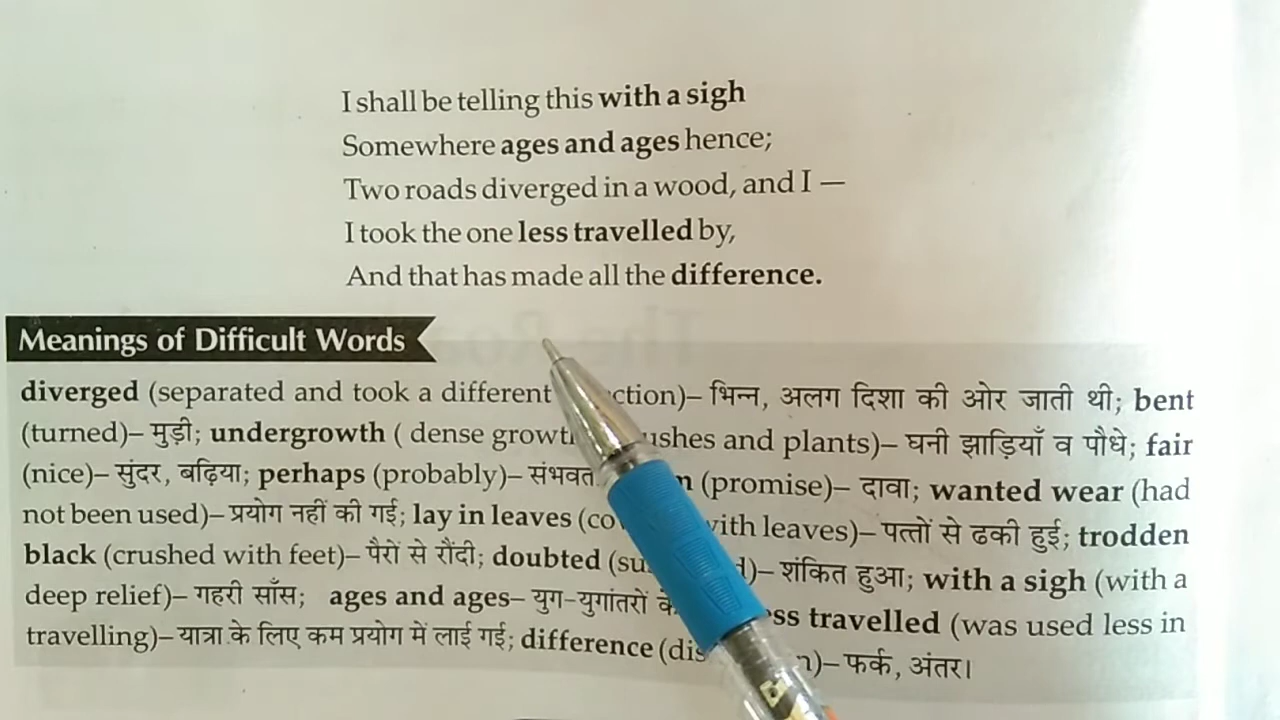 I shall be telling this with a sigh
Somewhere ages and ages hence;
Two roads diverged in a wood, and I —
I took the one less travelled by,
And that has made all the difference.
Meanings of Difficult Words
diverged (separated and took a different ction)– भिन्न, अलग दिशा की ओर जाती थी; bent
(turned)– मुड़ी; undergrowth ( dense growt ushes and plants)– घनी झाड़ियाँ व पौधे; fair
(nice)– सुंदर, बढ़िया; perhaps (probably)– संभवत (promise)– दावा; wanted wear (had
not been used)– प्रयोग नहीं की गई; lay in leaves (co with leaves)– पत्तों से ढकी हुई; trodden
black (crushed with feet)– पैरों से रौंदी; doubted (su d)– शंकित हुआ; with a sigh (with a
deep relief)– गहरी साँस; ages and ages– युग-युगांतरों के ss travelled (was used less in
travelling)– यात्रा के लिए कम प्रयोग में लाई गई; difference (dis n)– फर्क, अंतर।